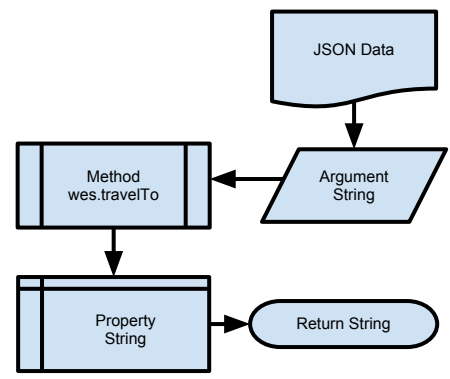 JSON Data
Argument
String
Method
wes.travelTo
Property
String
Return String